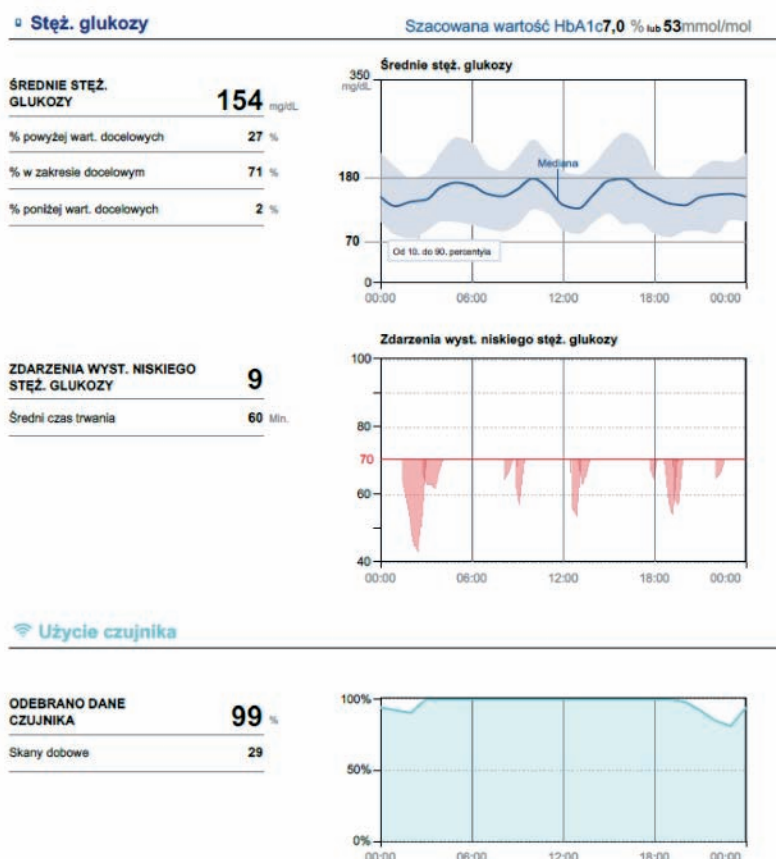 Stęż. glukozy
Szacowana wartość HbA1c7,0 % lub 53mmol/mol
ŚREDNIE STĘŻ.
GLUKOZY 154 mg/dL
% powyżej wart. docelowych 27 %
% w zakresie docelowym 71 %
% poniżej wart. docelowych 2 %
Średnie stęż. glukozy
350
mg/dL
Mediana
180
70
Od 10. do 90. percentyla
0
00:00 06:00 12:00 18:00 00:00
ZDARZENIA WYST. NISKIEGO
STĘŻ. GLUKOZY 9
Średni czas trwania 60 Min.
Zdarzenia wyst. niskiego stęż. glukozy
100
80
70
60
40
00:00 06:00 12:00 18:00 00:00
Użycie czujnika
ODEBRANO DANE
CZUJNIKA 99 %
Skany dobowe 29
100%
50%
0%
00:00 06:00 12:00 18:00 00:00